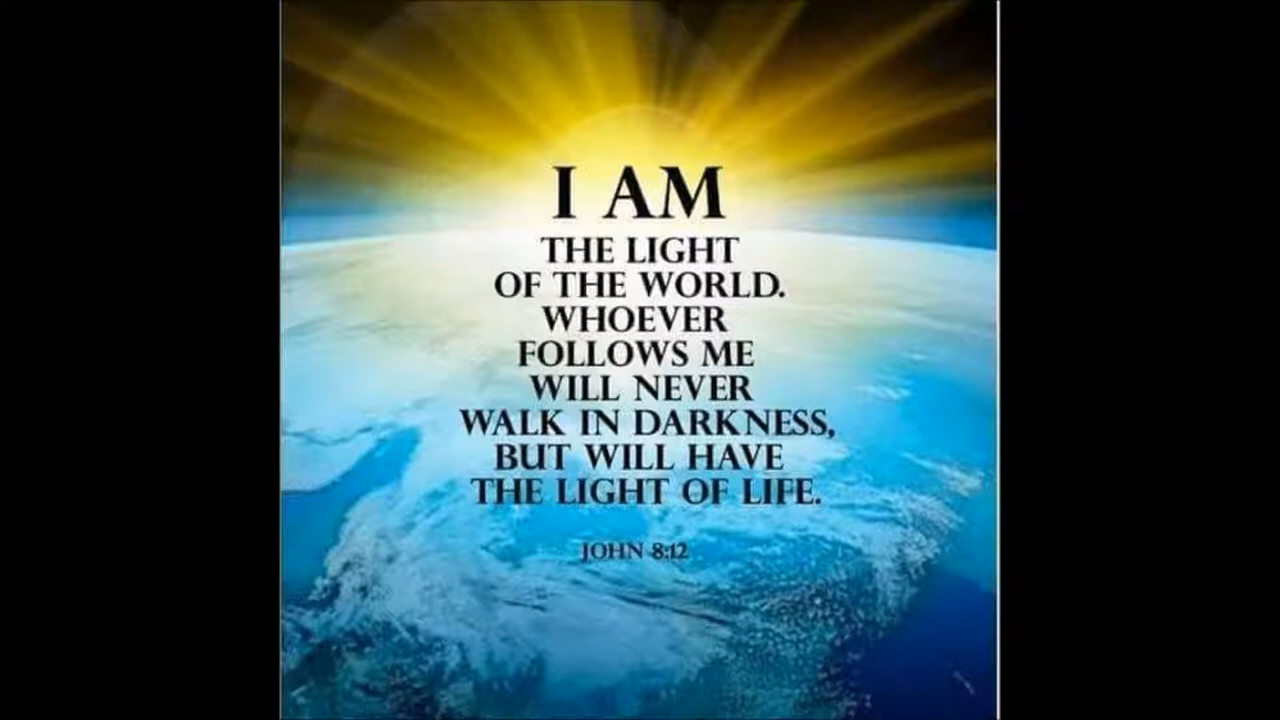 I AM
THE LIGHT
OF THE WORLD.
WHOEVER
FOLLOWS ME
WILL NEVER
WALK IN DARKNESS,
BUT WILL HAVE
THE LIGHT OF LIFE.
JOHN 8:12